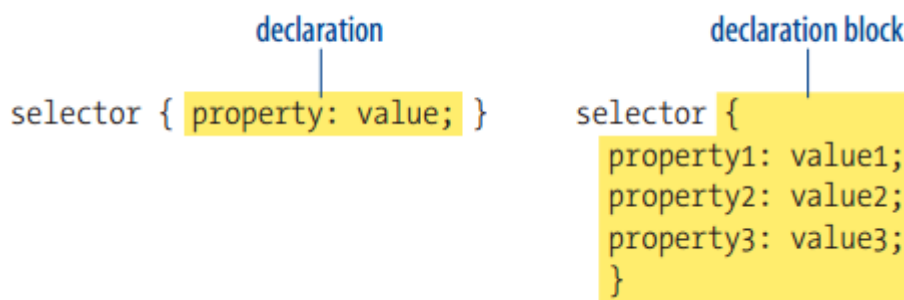 declaration
selector { property: value; }
declaration block
selector {
property1: value1;
property2: value2;
property3: value3;
}